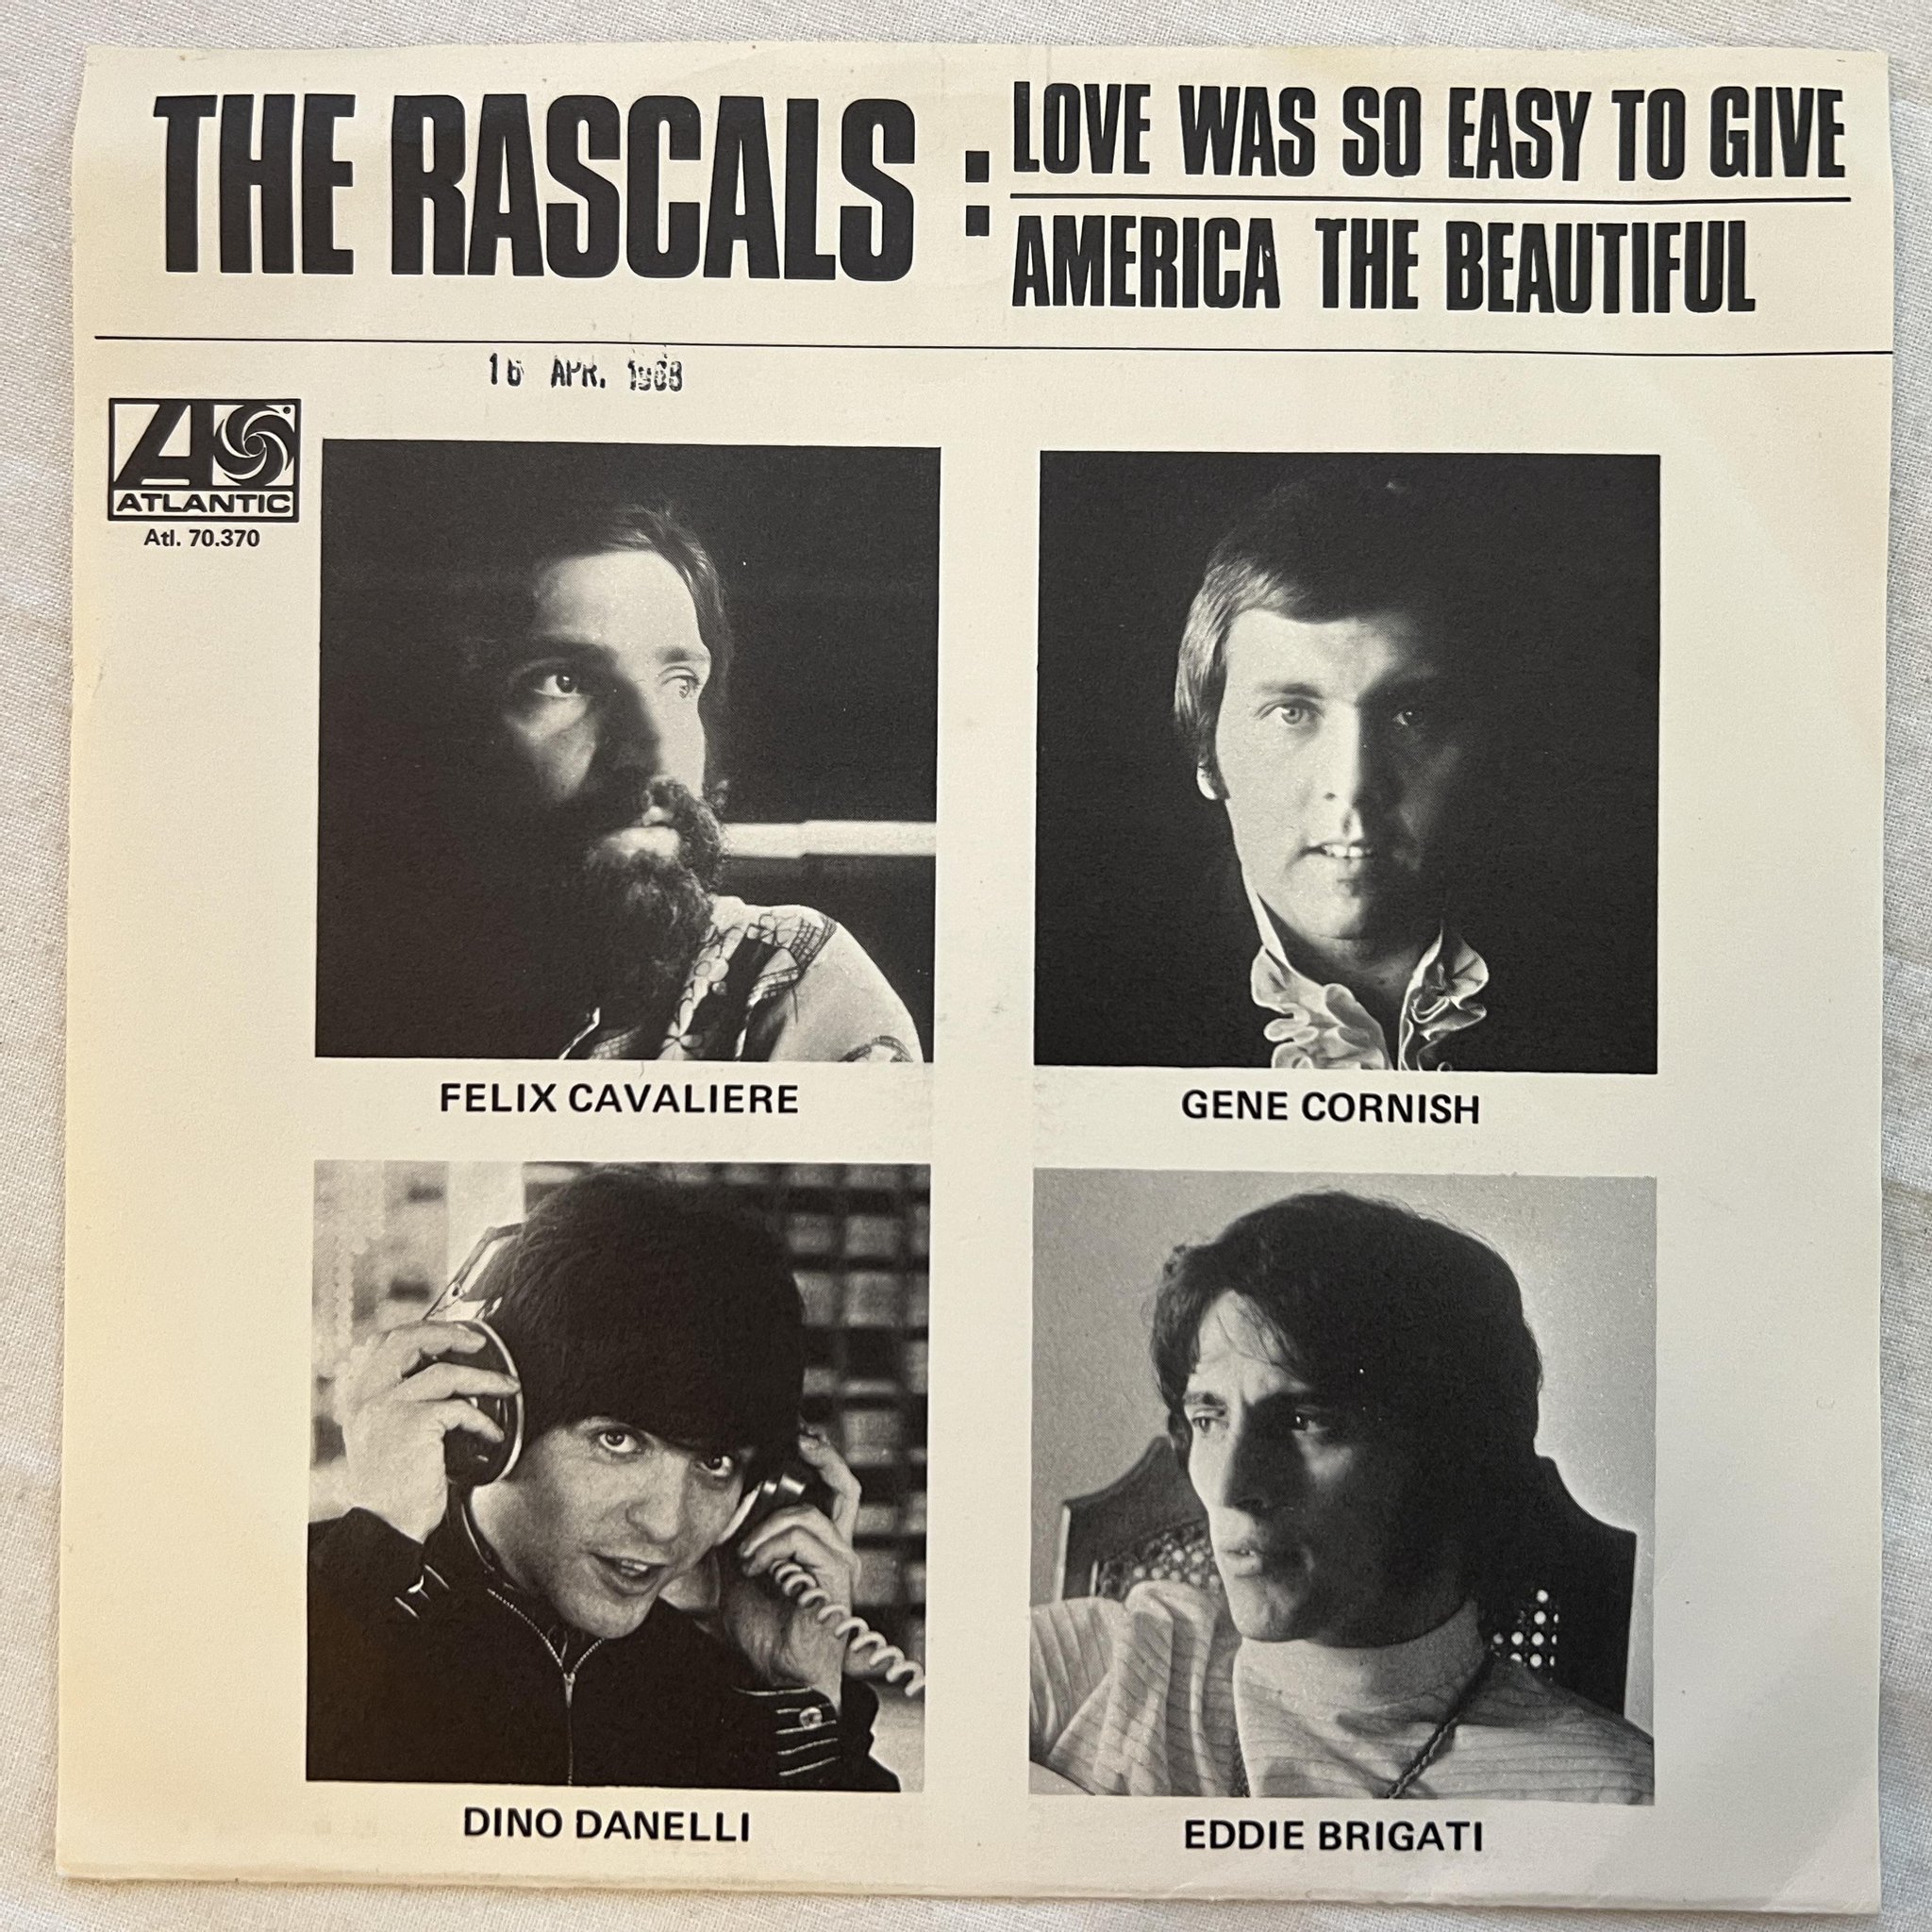 THE RASCALS :
LOVE WAS SO EASY TO GIVE
AMERICA THE BEAUTIFUL
16 APR. 1968
ATLANTIC
Atl. 70.370
FELIX CAVALIERE
GENE CORNISH
DINO DANELLI
EDDIE BRIGATI